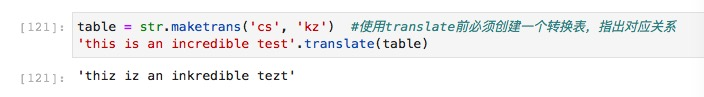 [121]: table = str.maketrans('cs', 'kz')  #使用translate前必须创建一个转换表，指出对应关系
'this is an incredible test'.translate(table)
[121]: 'thiz iz an inkredible tezt'